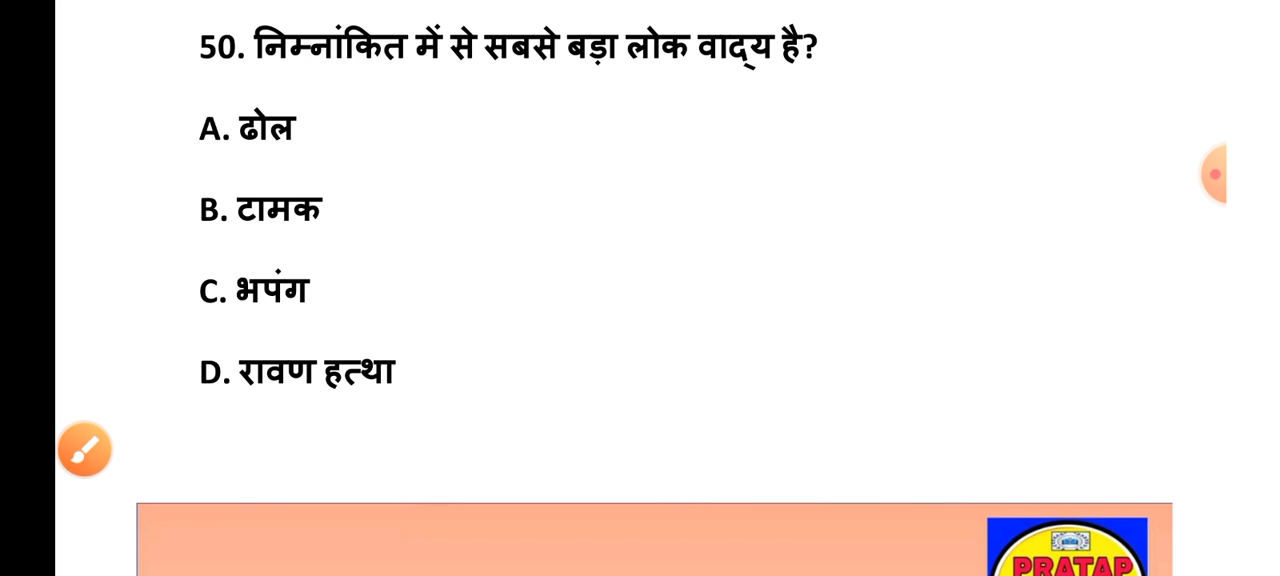 50. निम्नांकित में से सबसे बड़ा लोक वाद्य है?
A. ढोल
B. टामक
C. भपंग
D. रावण हत्था
PRATAP